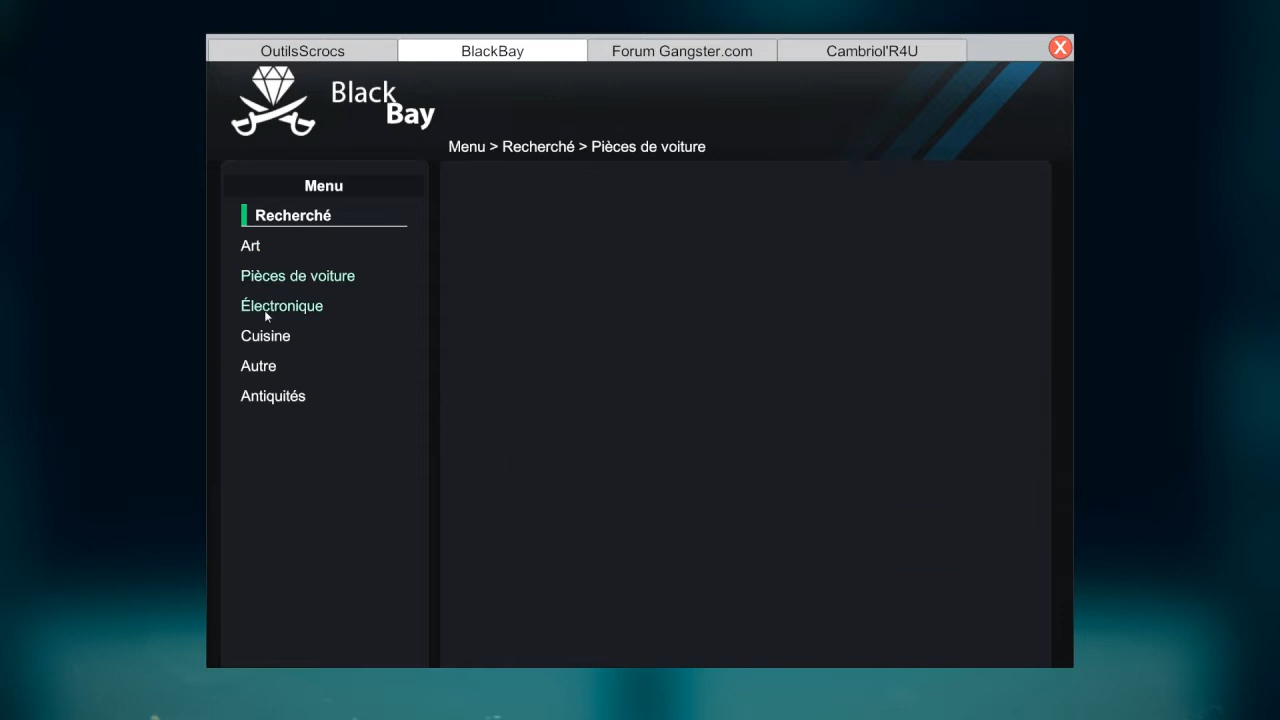 OutilsScrocs
BlackBay
Forum Gangster.com
Cambriol'R4U
X
Black
Bay
Menu > Recherché > Pièces de voiture
Menu
Recherché
Art
Pièces de voiture
Électronique
Cuisine
Autre
Antiquités